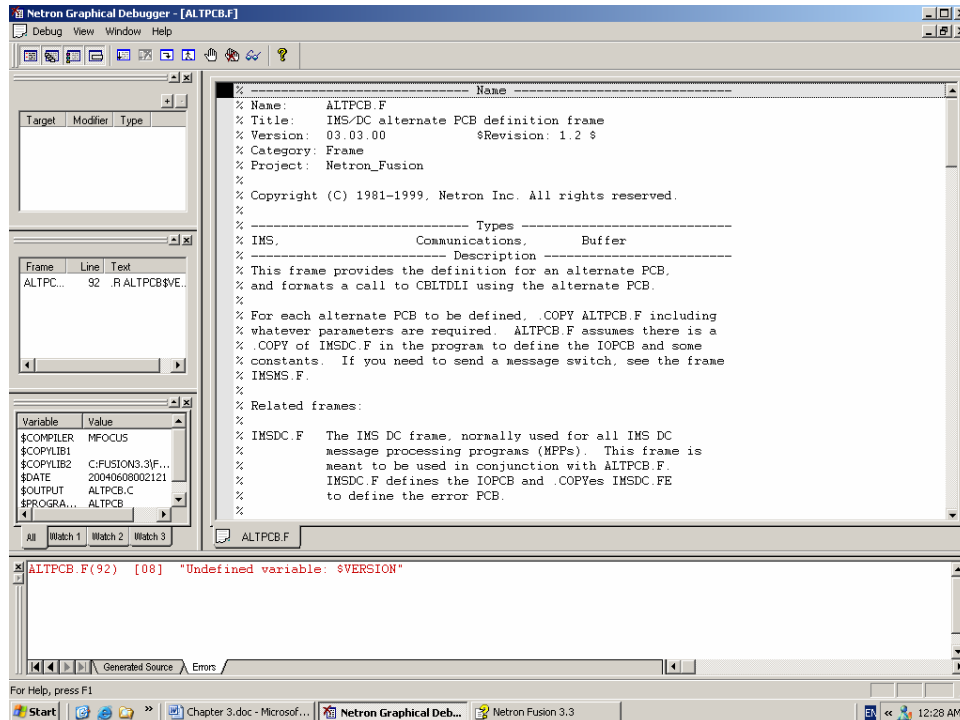 Netron Graphical Debugger - [ALTPCB.F]
Debug View Window Help
Target Modifier Type
Frame Line Text
ALTPC... 92 .R ALTPCB$VE..
Variable Value
$COMPILER MFOCUS
$COPYLIB1
$COPYLIB2 C:FUSION3.3\F...
$DATE 20040608002121
$OUTPUT ALTPCB.C
$PROGRA... ALTPCB
All Watch 1 Watch 2 Watch 3
% ----------------------------- Name -----------------------------
% Name: ALTPCB.F
% Title: IMS/DC alternate PCB definition frame
% Version: 03.03.00 $Revision: 1.2 $
% Category: Frame
% Project: Netron_Fusion
%
% Copyright (C) 1981-1999, Netron Inc. All rights reserved.
%
% ----------------------------- Types ----------------------------
% IMS, Communications, Buffer
% -------------------------- Description -------------------------
% This frame provides the definition for an alternate PCB,
% and formats a call to CBLTDLI using the alternate PCB.
%
% For each alternate PCB to be defined, .COPY ALTPCB.F including
% whatever parameters are required. ALTPCB.F assumes there is a
% .COPY of IMSDC.F in the program to define the IOPCB and some
% constants. If you need to send a message switch, see the frame
% IMSMS.F.
%
% Related frames:
%
% IMSDC.F The IMS DC frame, normally used for all IMS DC
% message processing programs (MPPs). This frame is
% meant to be used in conjunction with ALTPCB.F.
% IMSDC.F defines the IOPCB and .COPYes IMSDC.FE
% to define the error PCB.
%
ALTPCB.F
ALTPCB.F(92) [08] "Undefined variable: $VERSION"
Generated Source Errors
For Help, press F1
Start » Chapter 3.doc - Microsof... Netron Graphical Deb... Netron Fusion 3.3 EN « 12:28 AM